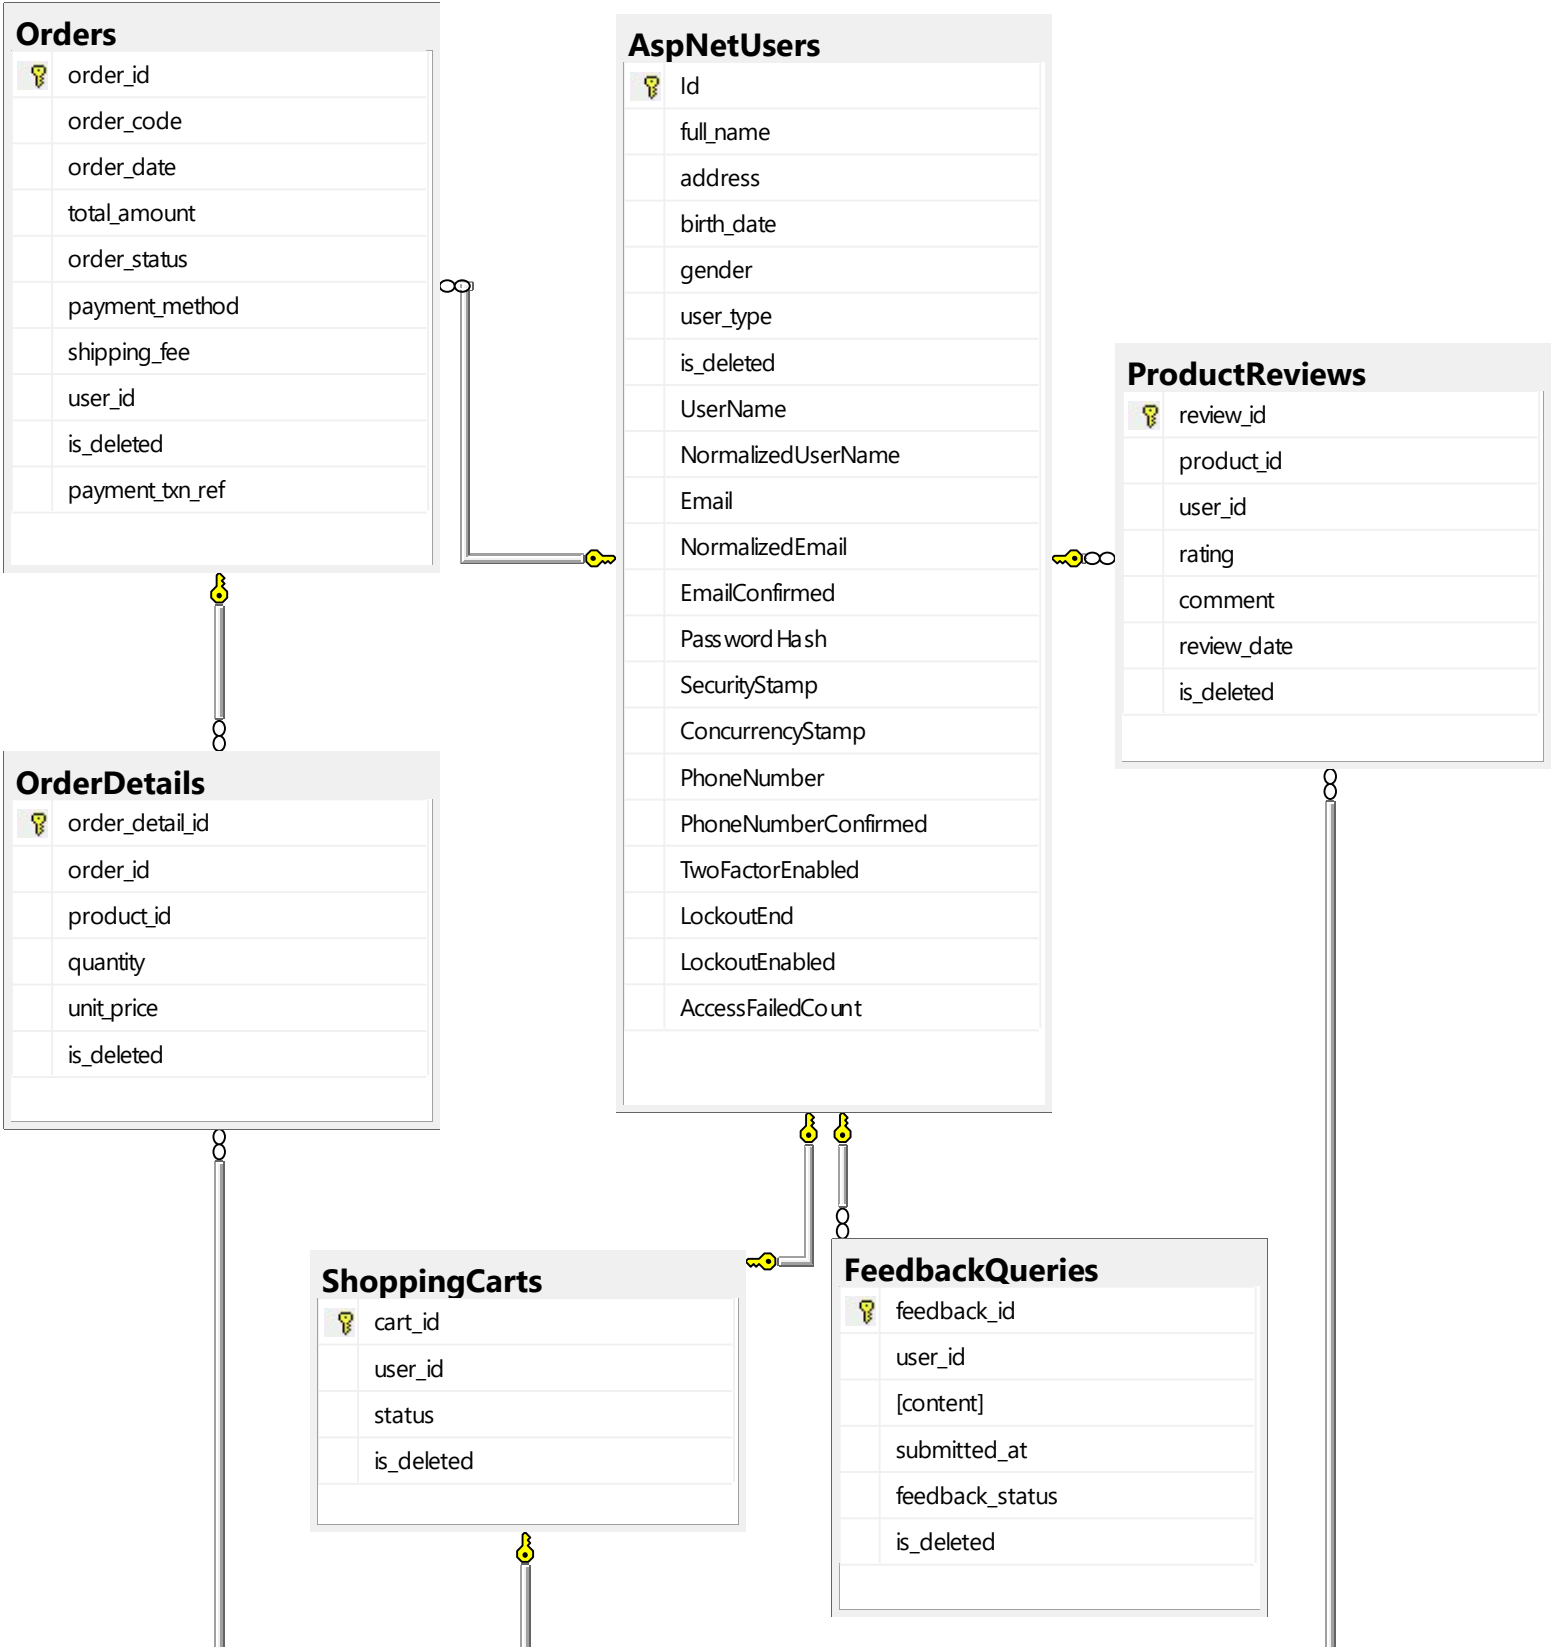 Orders
order_id
order_code
order_date
total_amount
order_status
payment_method
shipping_fee
user_id
is_deleted
payment_txn_ref
AspNetUsers
Id
full_name
address
birth_date
gender
user_type
is_deleted
UserName
NormalizedUserName
Email
NormalizedEmail
EmailConfirmed
PasswordHash
SecurityStamp
ConcurrencyStamp
PhoneNumber
PhoneNumberConfirmed
TwoFactorEnabled
LockoutEnd
LockoutEnabled
AccessFailedCount
ProductReviews
review_id
product_id
user_id
rating
comment
review_date
is_deleted
OrderDetails
order_detail_id
order_id
product_id
quantity
unit_price
is_deleted
ShoppingCarts
cart_id
user_id
status
is_deleted
FeedbackQueries
feedback_id
user_id
[content]
submitted_at
feedback_status
is_deleted